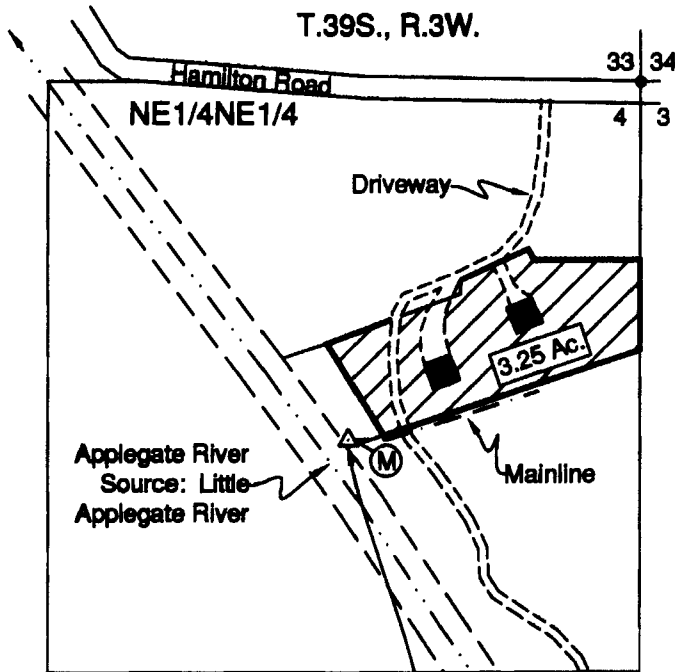 T.39S., R.3W.
33 34
Hamilton Road
NE1/4NE1/4
4 3
Driveway
3.25 Ac.
Applegate River
Source: Little
Applegate River
M
Mainline